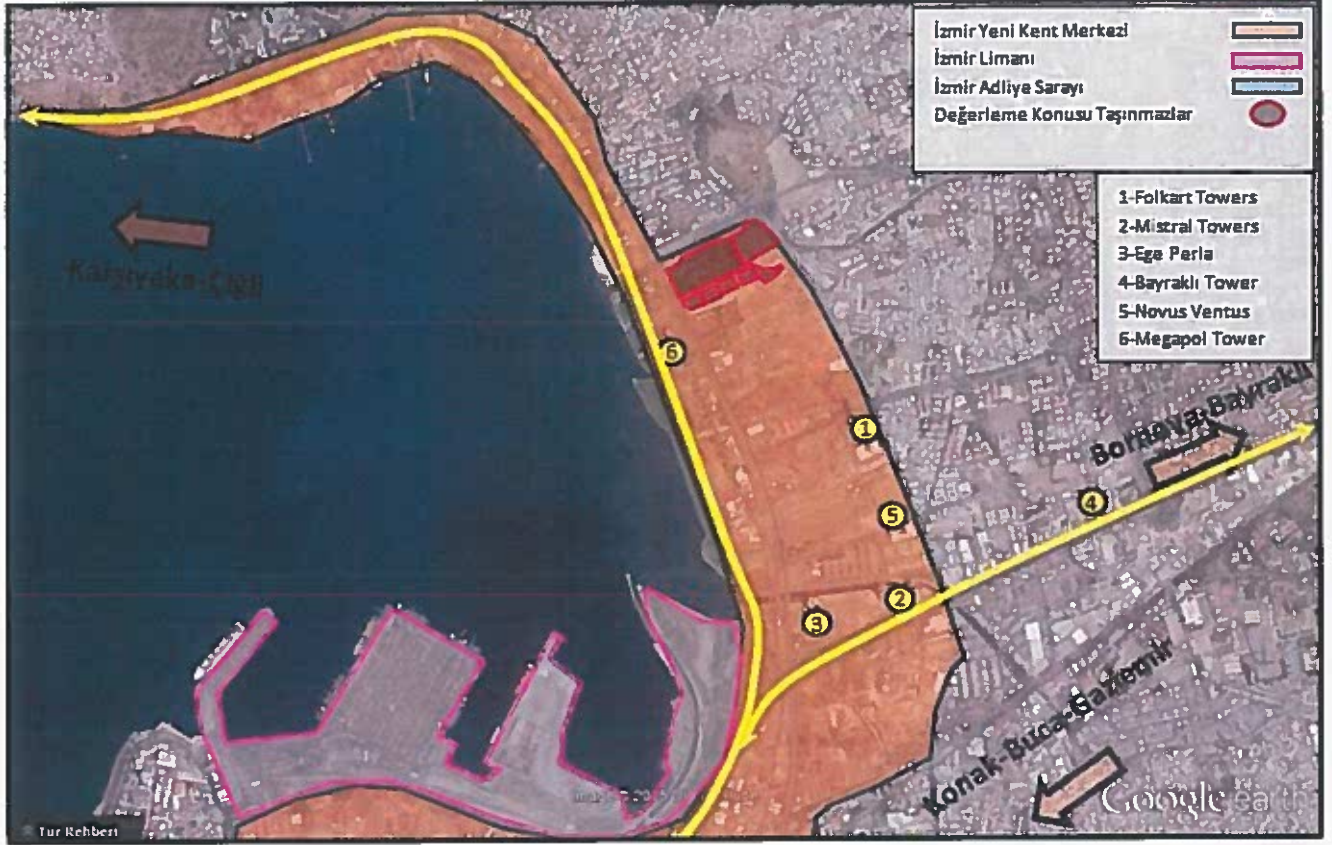 İzmir Yeni Kent Merkezi
İzmir Limanı
İzmir Adliye Sarayı
Değerleme Konusu Taşınmazlar
1-Folkart Towers
2-Mistral Towers
3-Ege Perla
4-Bayraklı Tower
5-Novus Ventus
6-Megapol Tower
Karşıyaka-Çiğli
6
1
Bornova-Bayraklı
4
5
2
3
Konak-Buca-Gaziemir
Google earth
© Tur Rehberi